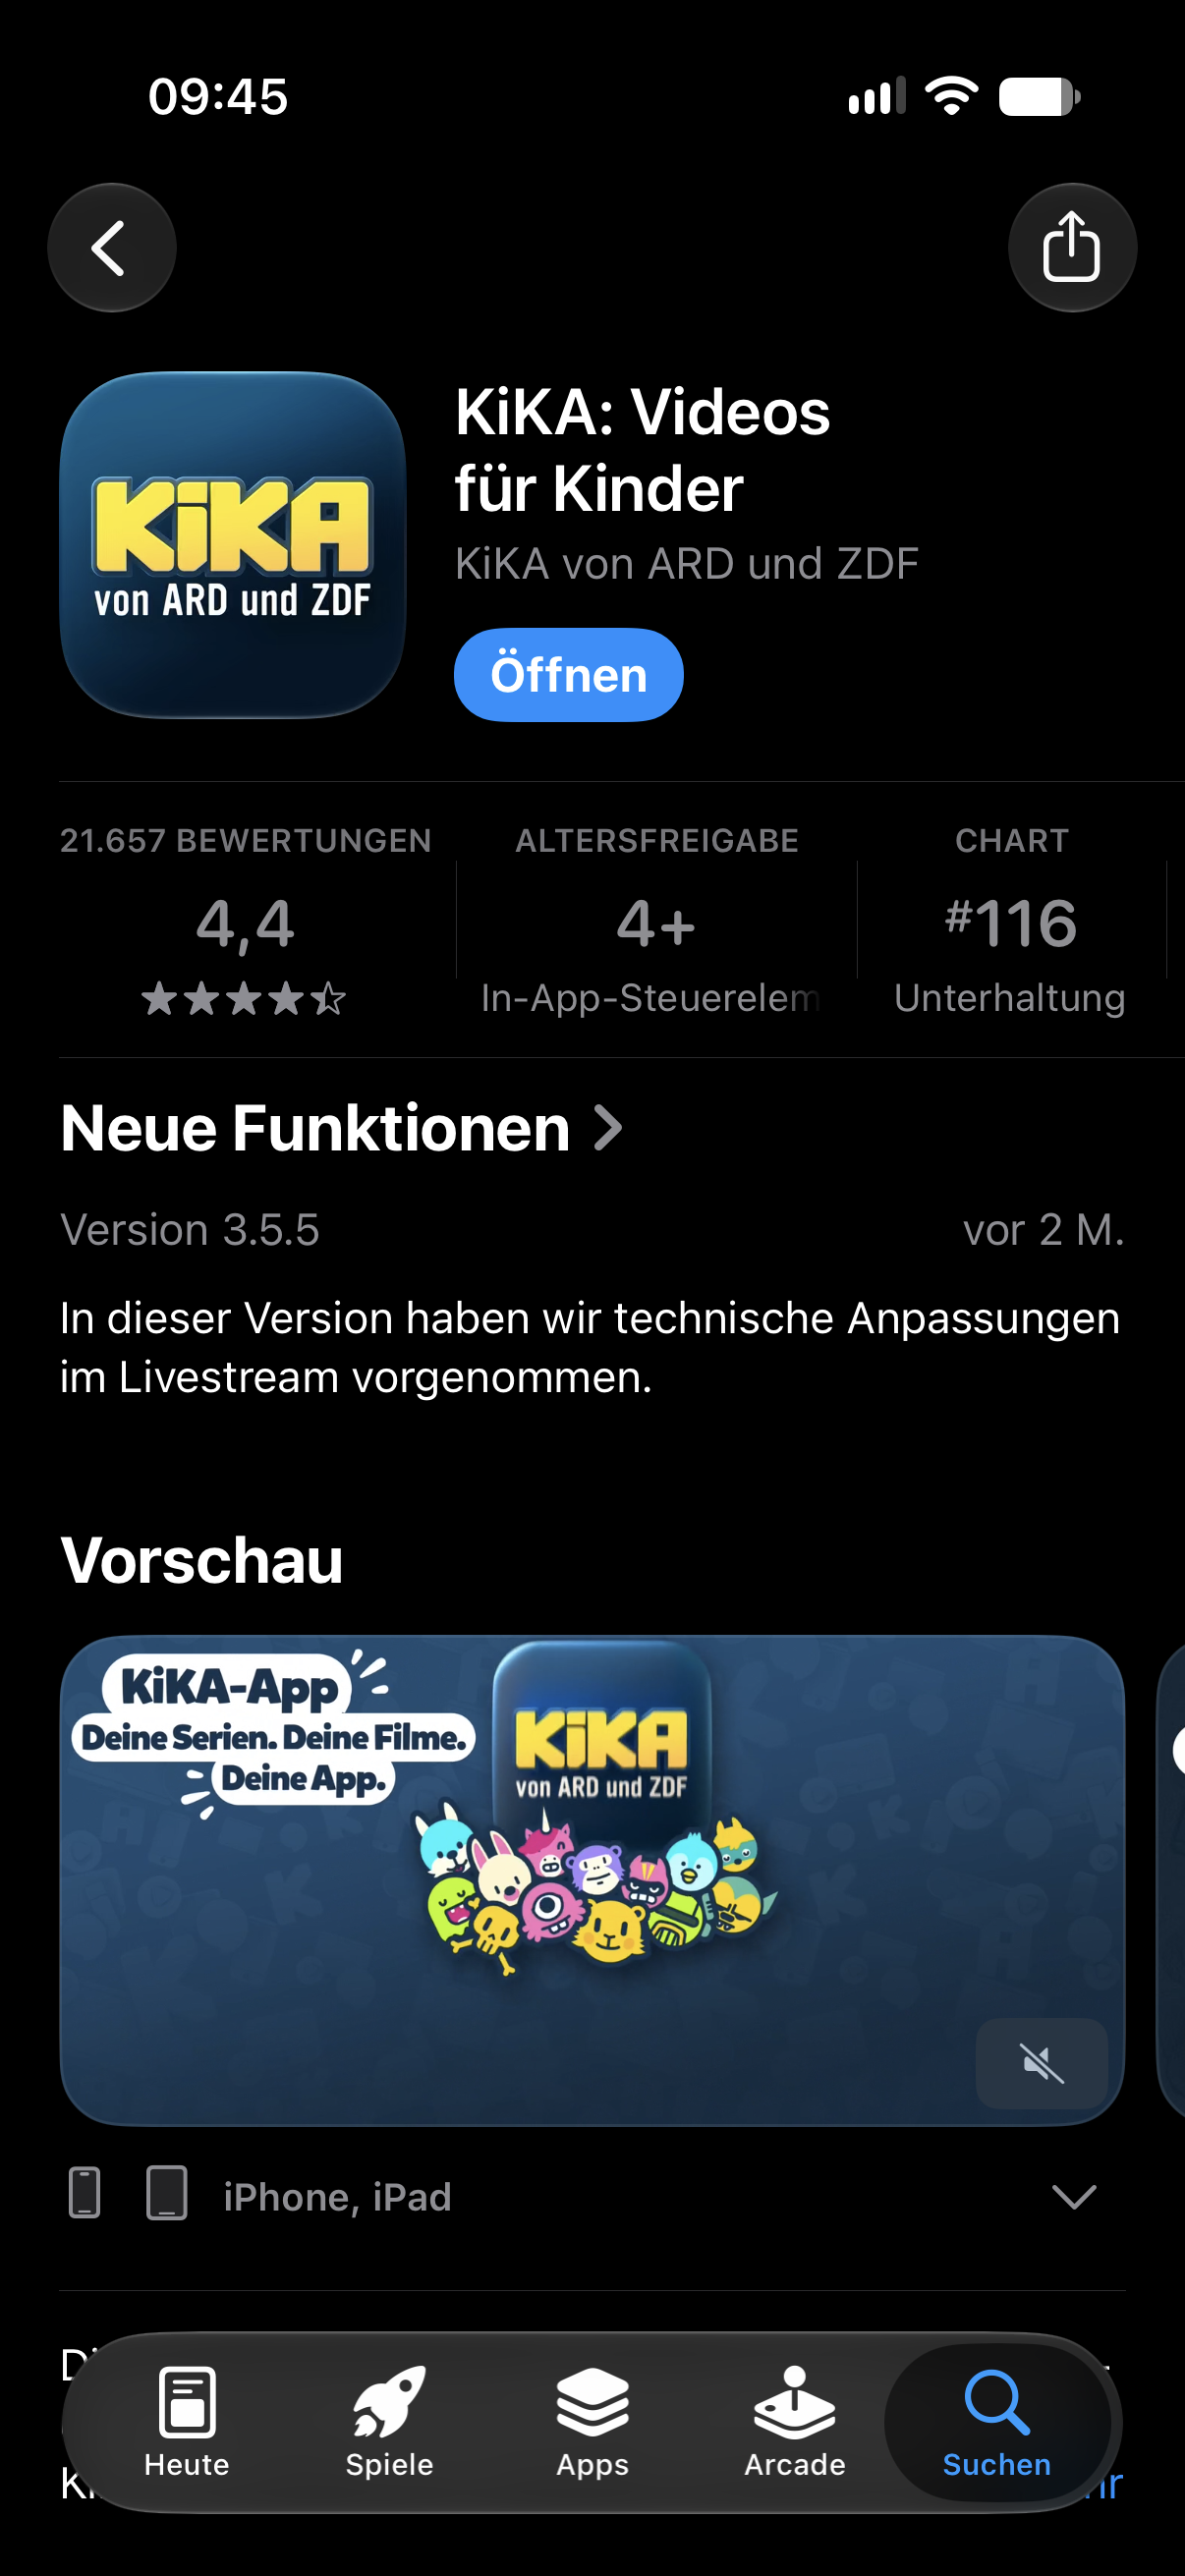 09:45
KiKA
von ARD und ZDF
KiKA: Videos
für Kinder
KiKA von ARD und ZDF
Öffnen
21.657 BEWERTUNGEN
4,4
ALTERSFREIGABE
4+
In-App-Steuerelem
CHART
#116
Unterhaltung
Neue Funktionen
Version 3.5.5
vor 2 M.
In dieser Version haben wir technische Anpassungen
im Livestream vorgenommen.
Vorschau
KiKA-App
Deine Serien. Deine Filme.
Deine App.
KiKA
von ARD und ZDF
iPhone, iPad
Heute
Spiele
Apps
Arcade
Suchen